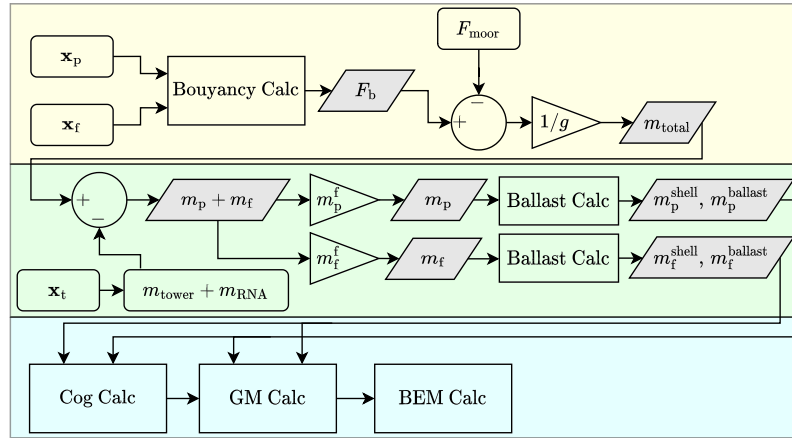 F_moor
x_p
Bouyancy Calc
F_b
x_f
−
+
1/g
m_total
+
−
m_p + m_f
m_p^f
m_p
Ballast Calc
m_p^shell, m_p^ballast
m_f^f
m_f
Ballast Calc
m_f^shell, m_f^ballast
x_t
m_tower + m_RNA
Cog Calc
GM Calc
BEM Calc